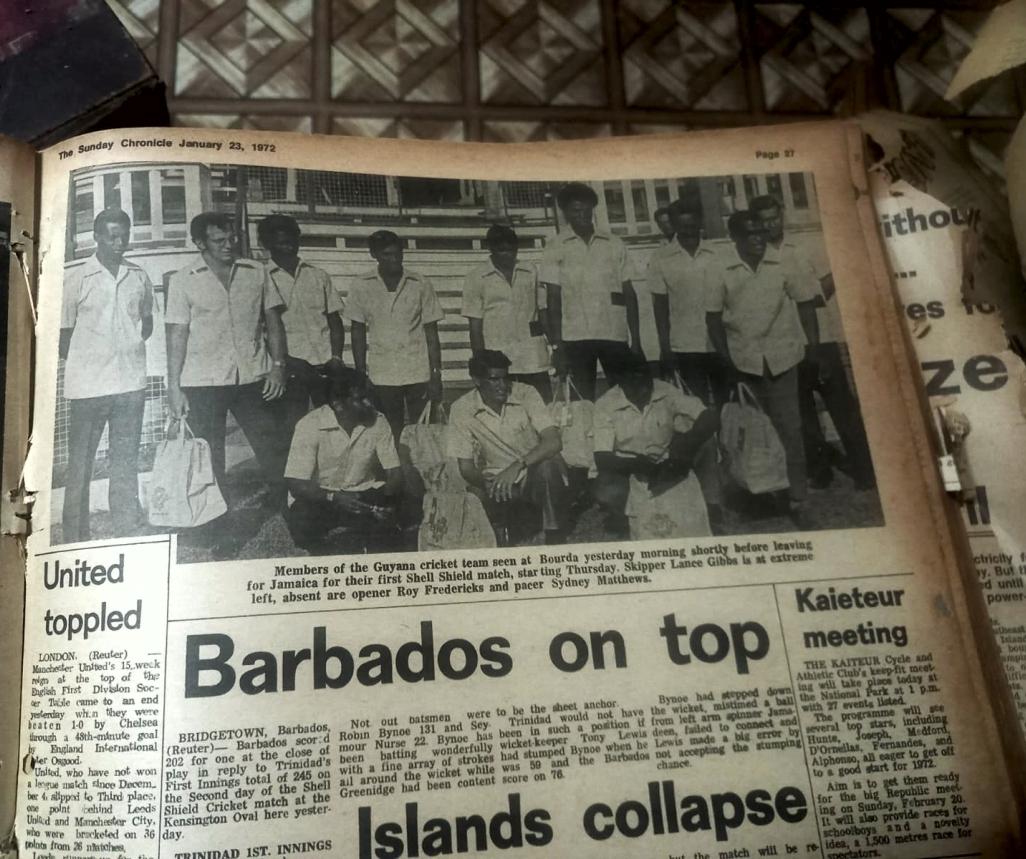 The Sunday Chronicle January 23, 1972
Page 27
Members of the Guyana cricket team seen at Bourda yesterday morning shortly before leaving
for Jamaica for their first Shell Shield match, starting Thursday. Skipper Lance Gibbs is at extreme
left, absent are opener Roy Fredericks and pacer Sydney Matthews.
United
toppled
LONDON, (Reuter) —
Manchester United's 15-week
reign at the top of the
English First Division Soc-
cer Table came to an end
yesterday when they were
beaten 1-0 by Chelsea
through a 48th-minute goal
by England International
Osgood.
United, who have not won
a league match since Decem-
ber 4, slipped to Third place,
one point behind Leeds
United and Manchester City,
who were bracketed on 36
points from 26 matches.
Barbados on top
BRIDGETOWN, Barbados,
(Reuter)— Barbados scored
202 for one at the close of
play in reply to Trinidad's
First Innings total of 245 on
the Second day of the Shell
Shield Cricket match at the
Kensington Oval here yester-
day.
TRINIDAD 1ST. INNINGS
Not out batsmen were
Robin Bynoe 131 and Sey-
mour Nurse 22. Bynoe has
been batting wonderfully
with a fine array of strokes
all around the wicket while
Greenidge had been content
to be the sheet anchor.
Trinidad would not have
been in such a position if
wicket-keeper Tony Lewis
had stumped Bynoe when he
was 59 and the Barbados
score on 76.
Bynoe had stepped down
the wicket, mistimed a ball
from left arm spinner Juma-
deen, failed to connect and
Lewis made a big error by
not accepting the stumping
chance.
Islands collapse
but the match will be re-
Kaieteur
meeting
THE KAITEUR Cycle and
Athletic Club's keep-fit meet-
ing will take place today at
the National Park at 1 p.m.
with 27 events listed.
The programme will see
several top stars, including
Hunte, Joseph, Medford,
D'Ornellas, Fernandes, and
Alphonso, all eager to get off
to a good start for 1972.
Aim is to get them ready
for the big Republic meet-
ing on Sunday, February 20.
It will also provide races for
schoolboys and a novelty
idea, a 1,500 metres race for
spectators.
ithout
ze